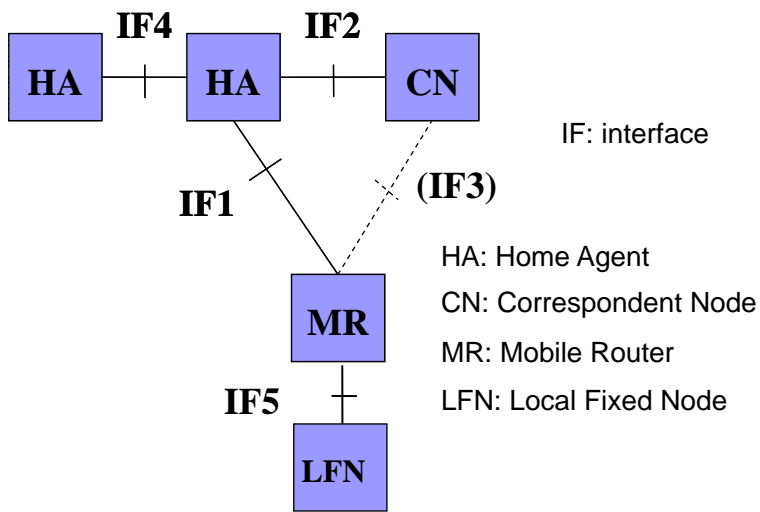 IF4
IF2
HA
HA
CN
IF: interface
IF1
(IF3)
HA: Home Agent
CN: Correspondent Node
MR
MR: Mobile Router
IF5
LFN: Local Fixed Node
LFN